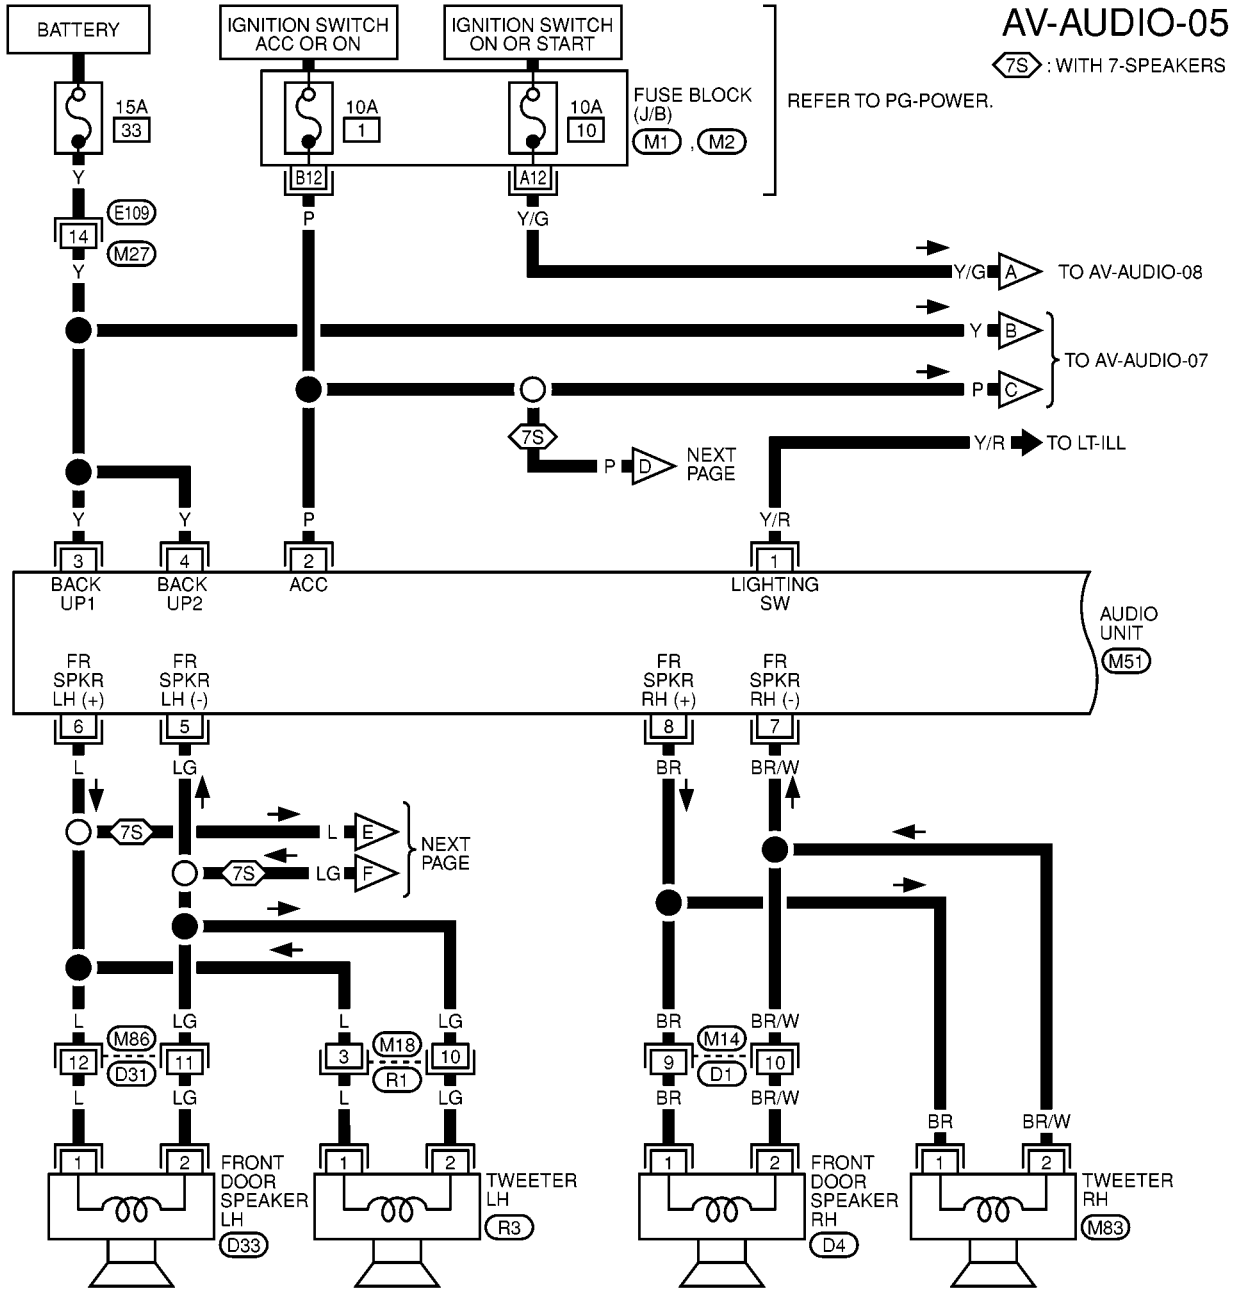 AV-AUDIO-05
7S : WITH 7-SPEAKERS
BATTERY
IGNITION SWITCH
ACC OR ON
IGNITION SWITCH
ON OR START
REFER TO PG-POWER.
15A
33
10A
1
10A
10
FUSE BLOCK
(J/B)
M1 , M2
B12
A12
Y
P
Y/G
E109
14
M27
Y
Y/G
A
TO AV-AUDIO-08
Y
B
TO AV-AUDIO-07
P
C
7S
P
D
NEXT
PAGE
Y/R
TO LT-ILL
Y
Y
P
Y/R
3
4
2
1
BACK
UP1
BACK
UP2
ACC
LIGHTING
SW
AUDIO
UNIT
M51
FR
SPKR
LH (+)
FR
SPKR
LH (-)
FR
SPKR
RH (+)
FR
SPKR
RH (-)
6
5
8
7
L
LG
BR
BR/W
7S
L
E
7S
LG
F
NEXT
PAGE
L
LG
L
LG
BR
BR/W
12
M86
D31
11
3
M18
R1
10
9
M14
D1
10
L
LG
L
LG
BR
BR/W
BR
BR/W
1
2
1
2
1
2
1
2
FRONT
DOOR
SPEAKER
LH
D33
TWEETER
LH
R3
FRONT
DOOR
SPEAKER
RH
D4
TWEETER
RH
M83